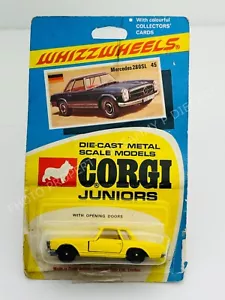 WHIZZWHEELS
With colourful
COLLECTORS'
CARDS
Mercedes 280SL 45
DIE-CAST METAL
SCALE MODELS
CORGI
JUNIORS
WITH OPENING DOORS